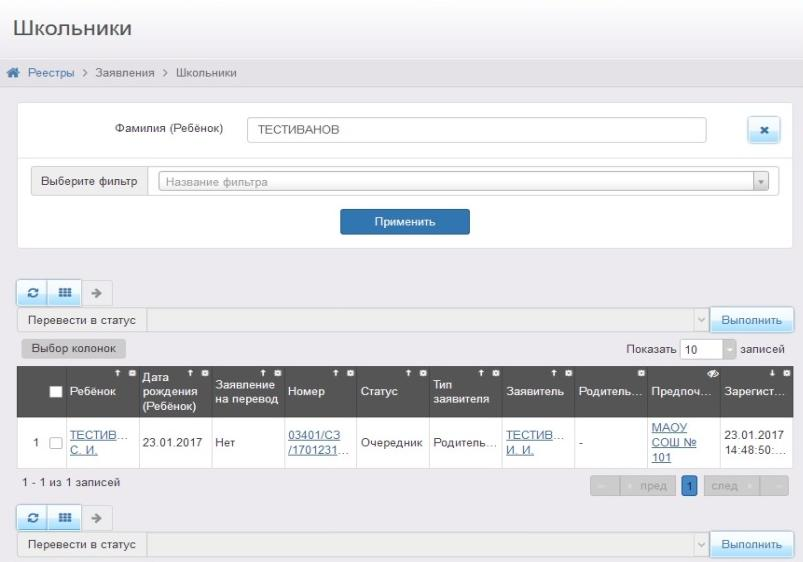 Школьники
Реестры > Заявления > Школьники
Фамилия (Ребёнок) ТЕСТИВАНОВ
Выберите фильтр Название фильтра
Применить
Перевести в статус Выполнить
Выбор колонок Показать 10 записей
Ребёнок Дата рождения (Ребёнок) Заявление на перевод Номер Статус Тип заявителя Заявитель Родитель... Предпоч... Зарегист...
1 ТЕСТИВ... С. И. 23.01.2017 Нет 03401/СЗ /1701231... Очередник Родитель... ТЕСТИВ... И. И. - МАОУ СОШ № 101 23.01.2017 14:48:50:...
1 - 1 из 1 записей пред 1 след
Перевести в статус Выполнить